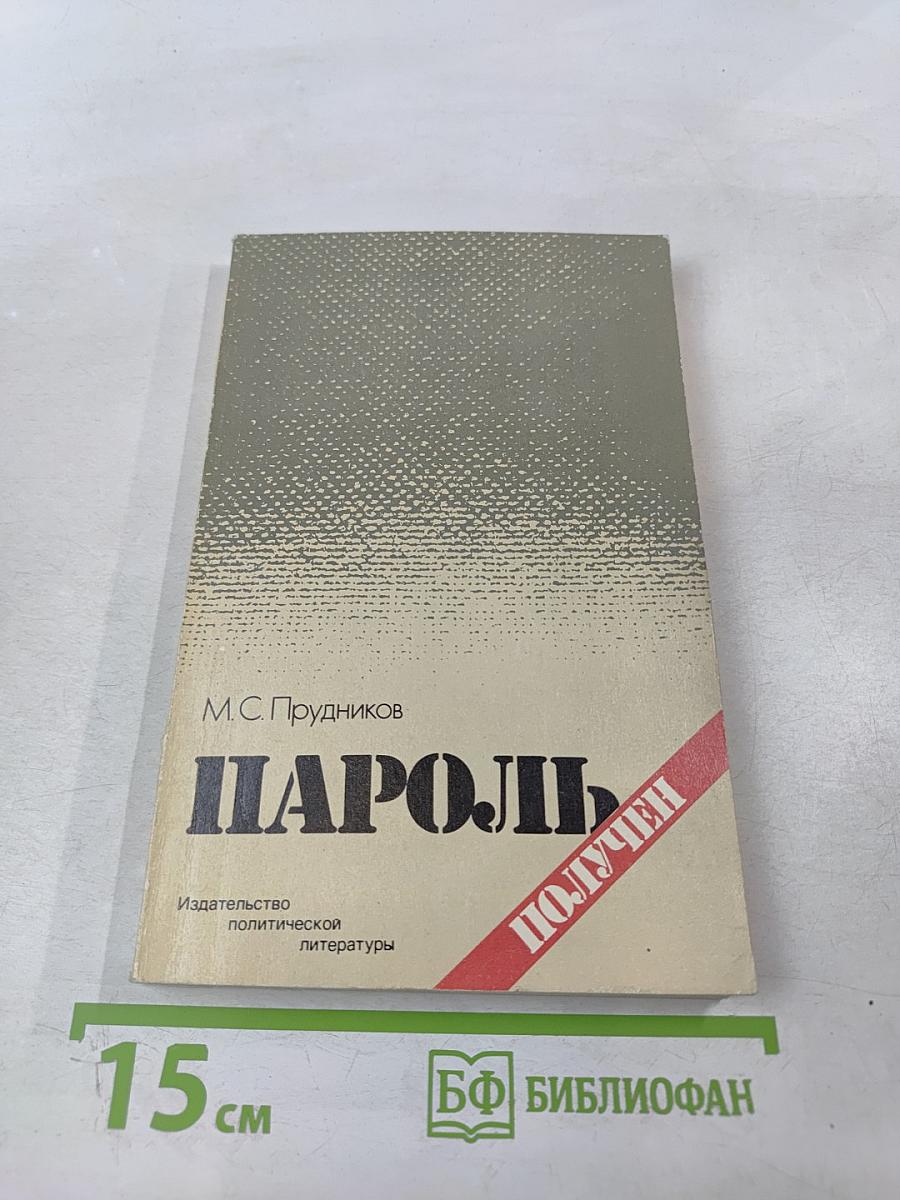 М. С. Прудников
ПАРОЛЬ
ПОЛУЧЕН
Издательство
политической
литературы
15 см
БФ БИБЛИОФАН